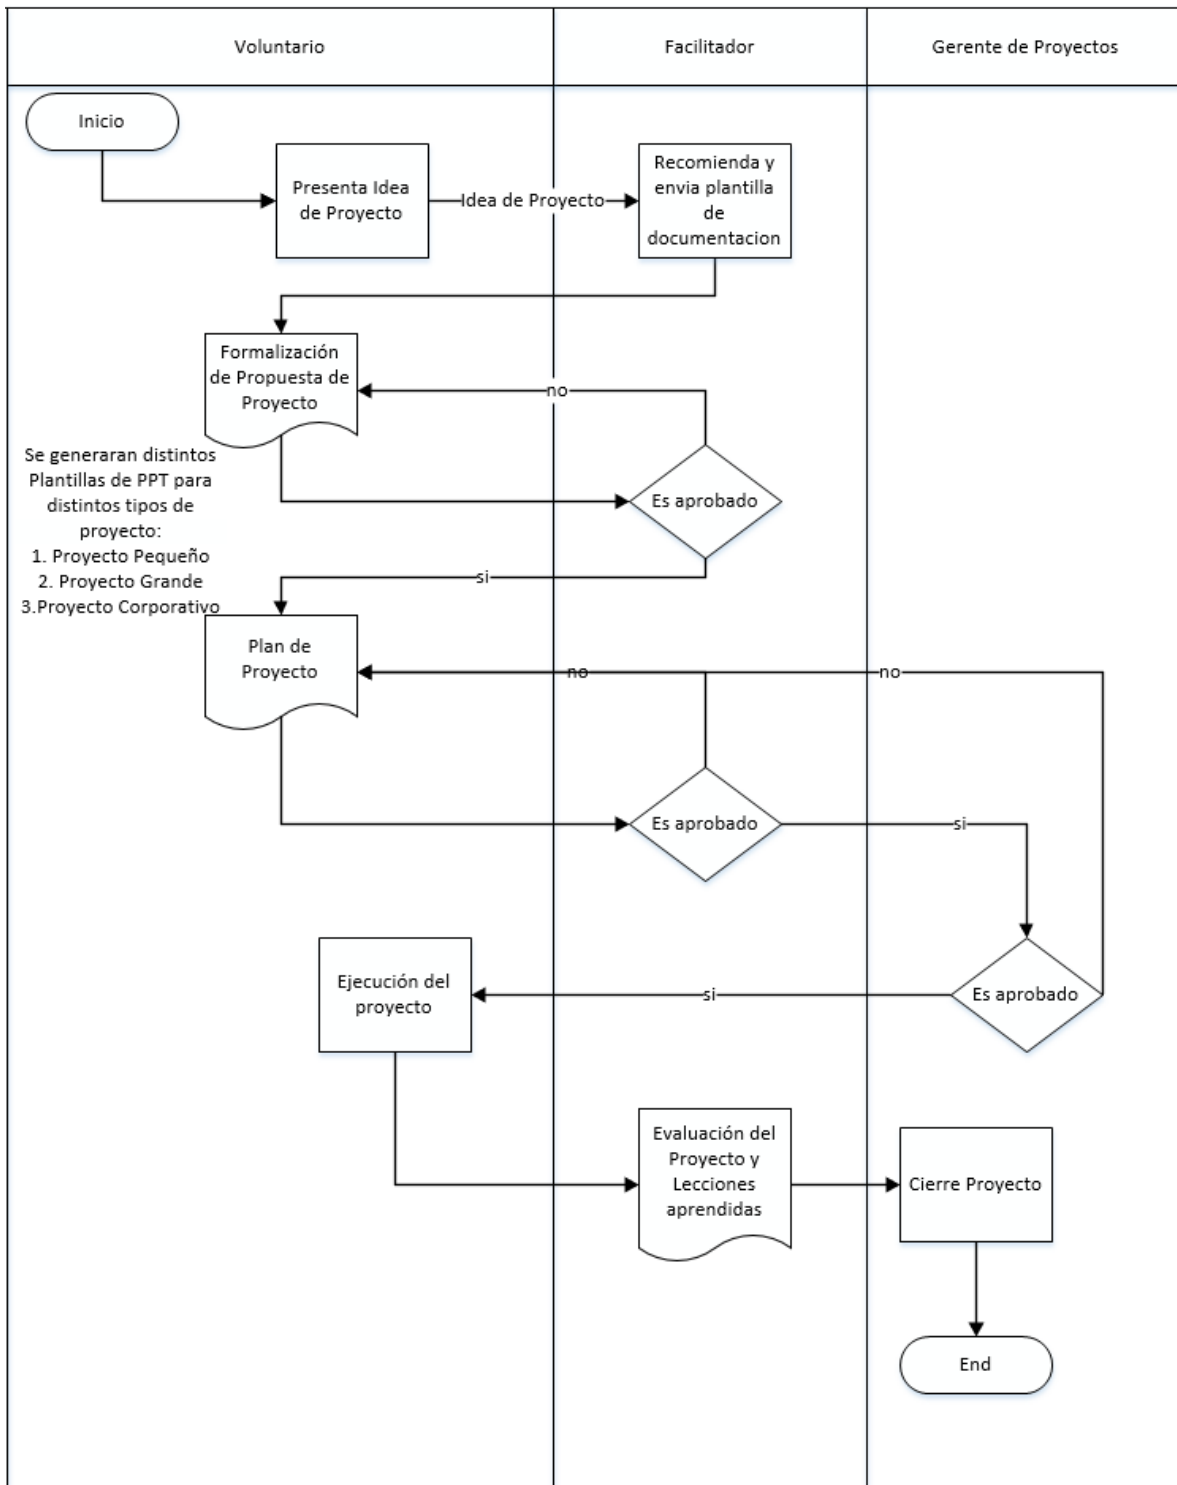 Voluntario
Facilitador
Gerente de Proyectos
Inicio
Presenta Idea
de Proyecto
Idea de Proyecto
Recomienda y
envia plantilla
de
documentacion
Formalización
de Propuesta de
Proyecto
no
Se generaran distintos
Plantillas de PPT para
distintos tipos de
proyecto:
1. Proyecto Pequeño
2. Proyecto Grande
3.Proyecto Corporativo
Es aprobado
si
Plan de
Proyecto
no
no
Es aprobado
si
Ejecución del
proyecto
si
Es aprobado
Evaluación del
Proyecto y
Lecciones
aprendidas
Cierre Proyecto
End